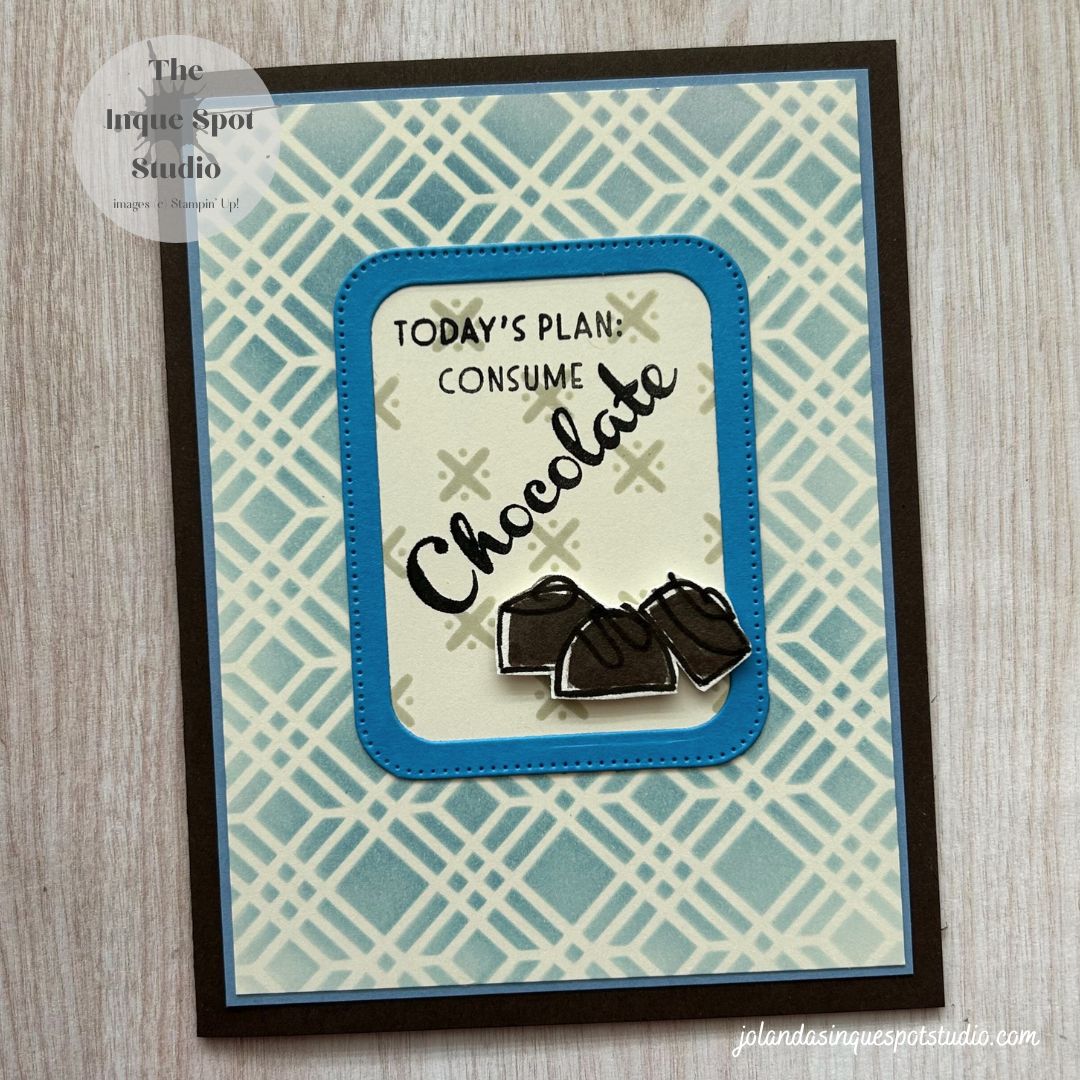 The
Inque Spot
Studio
images (c) Stampin' Up!
TODAY'S PLAN:
CONSUME
Chocolate
jolandasinquespotstudio.com